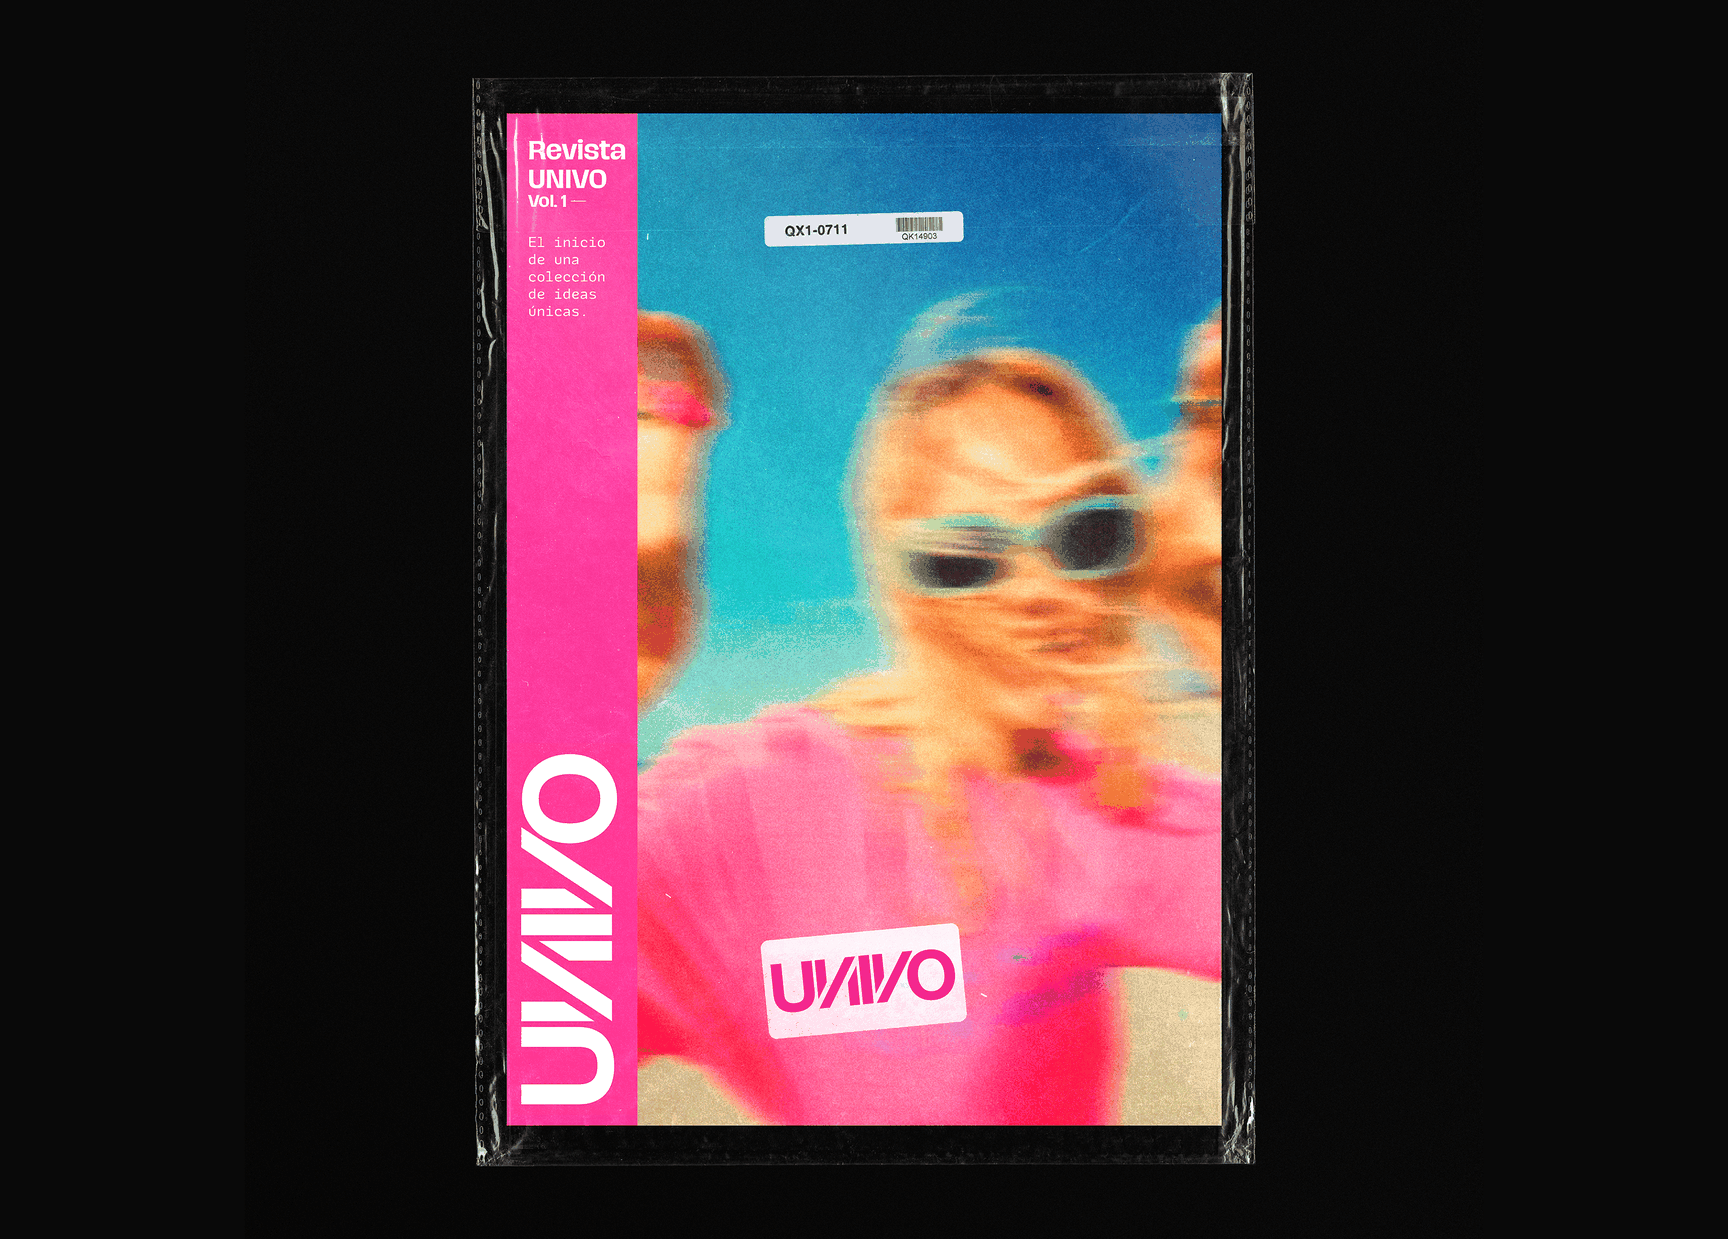 Revista
UNIVO
Vol. 1 —
El inicio
de una
colección
de ideas
únicas.
UNIVO
QX1-0711
QK14903
UNIVO